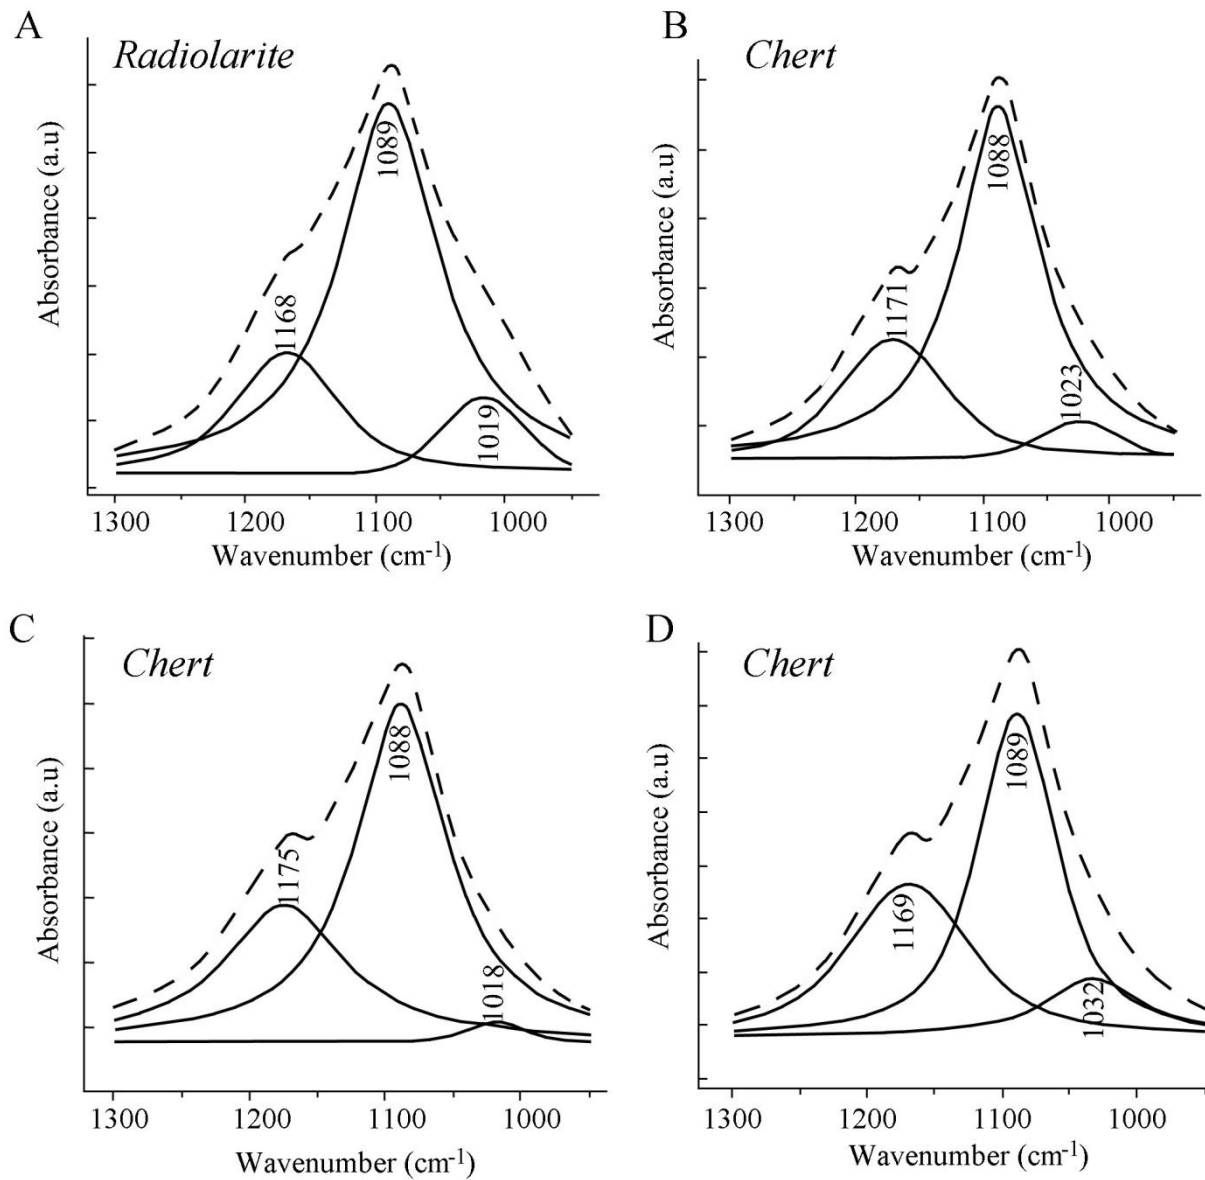 A
Radiolarite
Absorbance (a.u)
1168
1089
1019
1300 1200 1100 1000
Wavenumber (cm-1)
B
Chert
Absorbance (a.u)
1171
1088
1023
1300 1200 1100 1000
Wavenumber (cm-1)
C
Chert
Absorbance (a.u)
1175
1088
1018
1300 1200 1100 1000
Wavenumber (cm-1)
D
Chert
Absorbance (a.u)
1169
1089
1032
1300 1200 1100 1000
Wavenumber (cm-1)